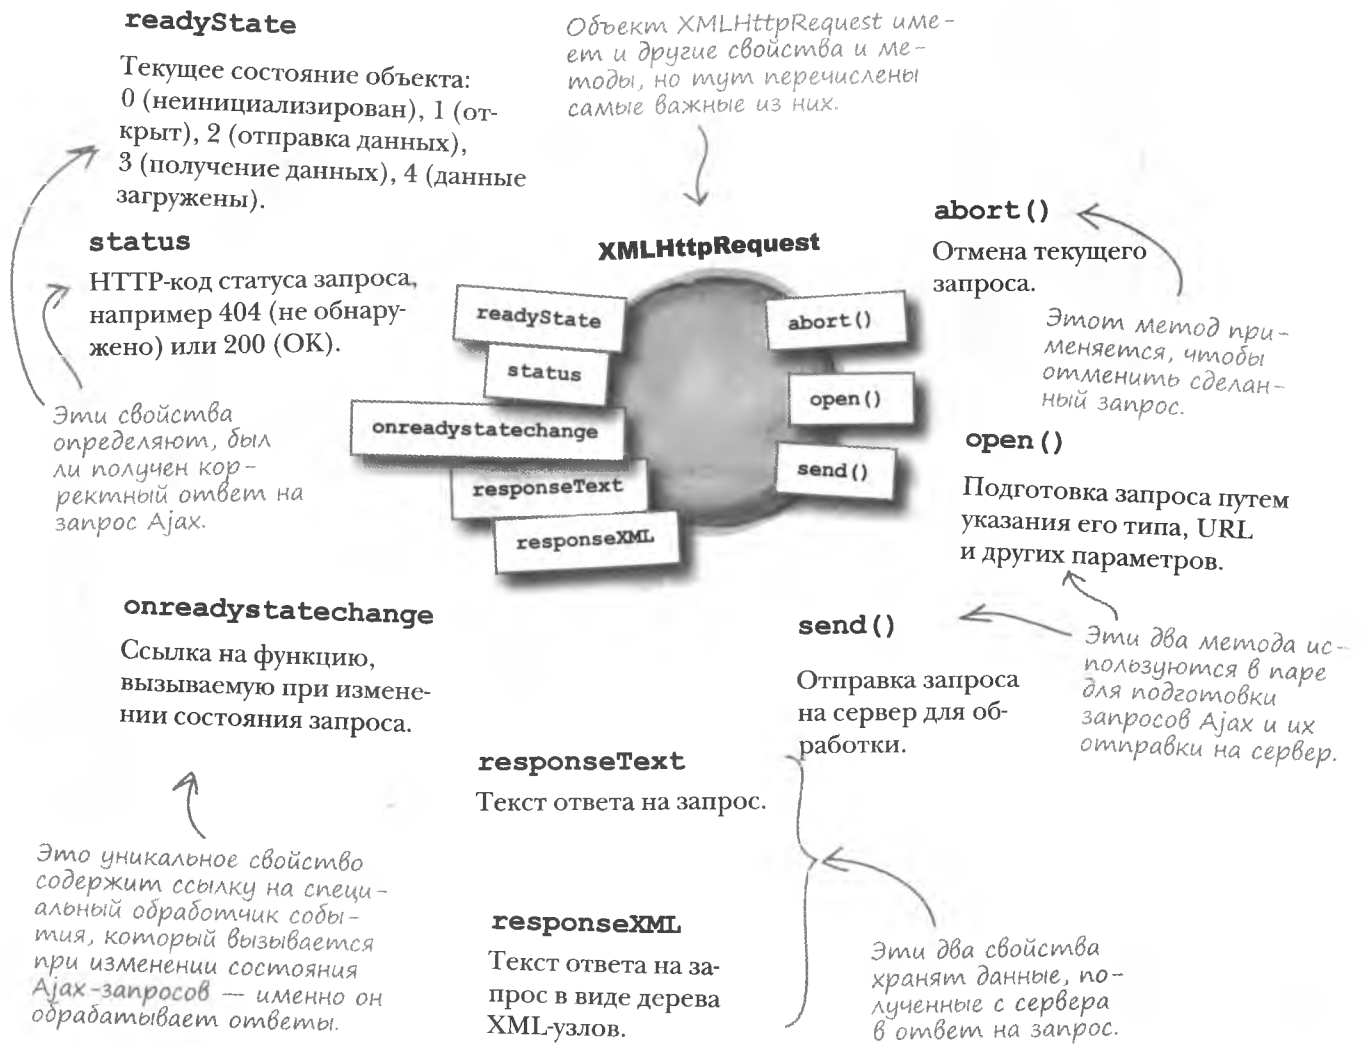 readyState
Текущее состояние объекта:
0 (неинициализирован), 1 (от-
крыт), 2 (отправка данных),
3 (получение данных), 4 (данные
загружены).
Объект XMLHttpRequest име-
ет и другие свойства и ме-
тоды, но тут перечислены
самые важные из них.
status
HTTP-код статуса запроса,
например 404 (не обнару-
жено) или 200 (OK).
Эти свойства
определяют, был
ли получен кор-
ректный ответ на
запрос Ajax.
XMLHttpRequest
readyState
status
onreadystatechange
responseText
responseXML
abort()
open()
send()
abort()
Отмена текущего
запроса.
Этот метод при-
меняется, чтобы
отменить сделан-
ный запрос.
open()
Подготовка запроса путем
указания его типа, URL
и других параметров.
onreadystatechange
Ссылка на функцию,
вызываемую при измене-
нии состояния запроса.
send()
Отправка запроса
на сервер для об-
работки.
Эти два метода ис-
пользуются в паре
для подготовки
запросов Ajax и их
отправки на сервер.
responseText
Текст ответа на запрос.
Это уникальное свойство
содержит ссылку на специ-
альный обработчик собы-
тия, который вызывается
при изменении состояния
Ajax-запросов — именно он
обрабатывает ответы.
responseXML
Текст ответа на за-
прос в виде дерева
XML-узлов.
Эти два свойства
хранят данные, по-
лученные с сервера
в ответ на запрос.